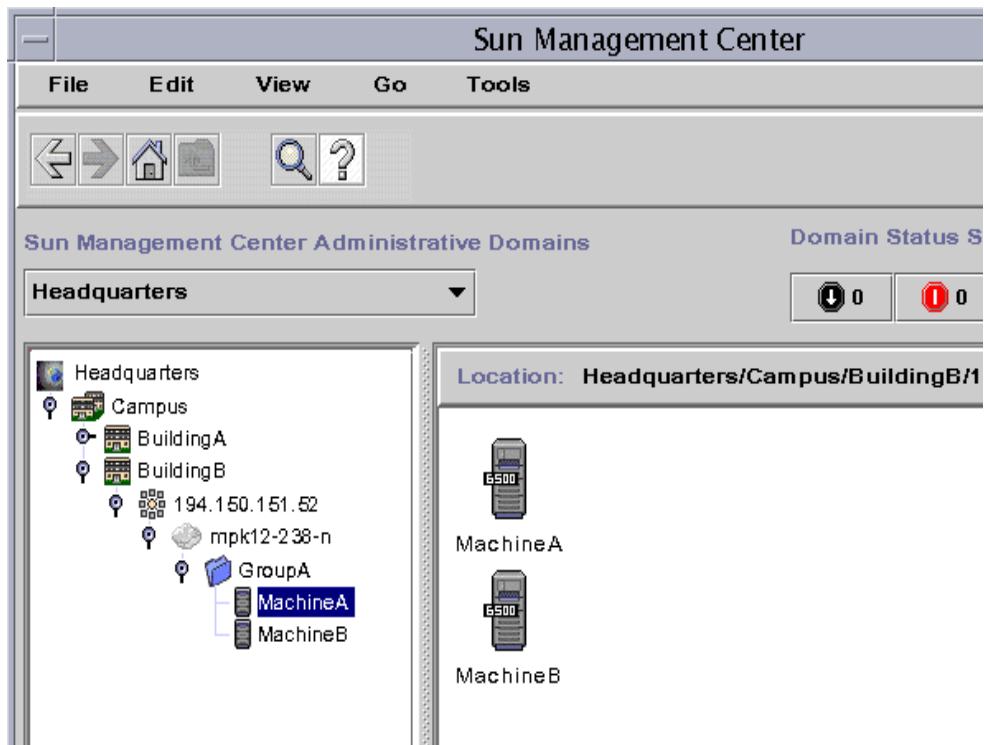 Sun Management Center
File Edit View Go Tools
Sun Management Center Administrative Domains
Domain Status S
Headquarters
0 0
Headquarters
Campus
BuildingA
BuildingB
194.150.151.52
mpk12-238-n
GroupA
MachineA
MachineB
Location: Headquarters/Campus/BuildingB/1
6500
MachineA
6500
MachineB